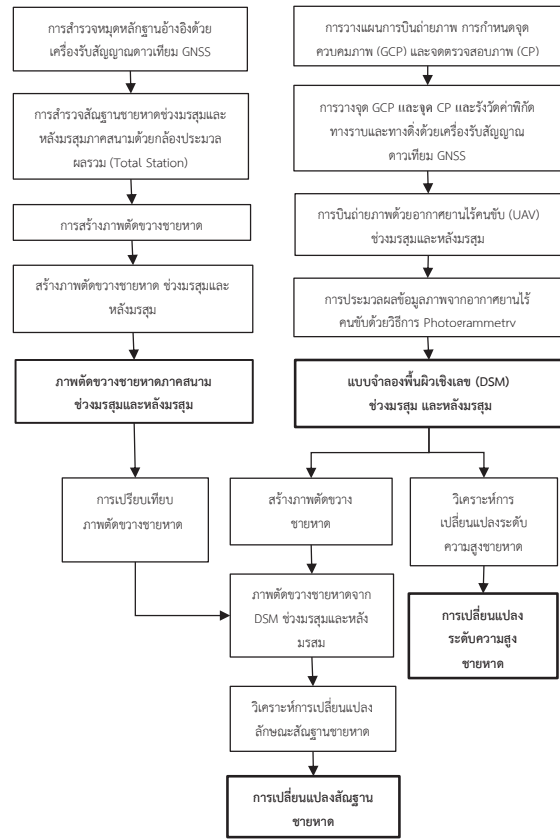 การสำรวจหมุดหลักฐานอ้างอิงด้วย
เครื่องรับสัญญาณดาวเทียม GNSS
การสำรวจสัณฐานชายหาดช่วงมรสุมและ
หลังมรสุมภาคสนามด้วยกล้องประมวล
ผลรวม (Total Station)
การสร้างภาพตัดขวางชายหาด
สร้างภาพตัดขวางชายหาด ช่วงมรสุมและ
หลังมรสุม
ภาพตัดขวางชายหาดภาคสนาม
ช่วงมรสุมและหลังมรสุม
การวางแผนการบินถ่ายภาพ การกำหนดจุด
ควบคุมภาพ (GCP) และจุดตรวจสอบภาพ (CP)
การวางจุด GCP และจุด CP และรังวัดค่าพิกัด
ทางราบและทางดิ่งด้วยเครื่องรับสัญญาณ
ดาวเทียม GNSS
การบินถ่ายภาพด้วยอากาศยานไร้คนขับ (UAV)
ช่วงมรสุมและหลังมรสุม
การประมวลผลข้อมูลภาพจากอากาศยานไร้
คนขับด้วยวิธีการ Photogrammetry
แบบจำลองพื้นผิวเชิงเลข (DSM)
ช่วงมรสุม และหลังมรสุม
การเปรียบเทียบ
ภาพตัดขวางชายหาด
สร้างภาพตัดขวาง
ชายหาด
วิเคราะห์การ
เปลี่ยนแปลงระดับ
ความสูงชายหาด
ภาพตัดขวางชายหาดจาก
DSM ช่วงมรสุมและหลัง
มรสุม
การเปลี่ยนแปลง
ระดับความสูง
ชายหาด
วิเคราะห์การเปลี่ยนแปลง
ลักษณะสัณฐานชายหาด
การเปลี่ยนแปลงสัณฐาน
ชายหาด